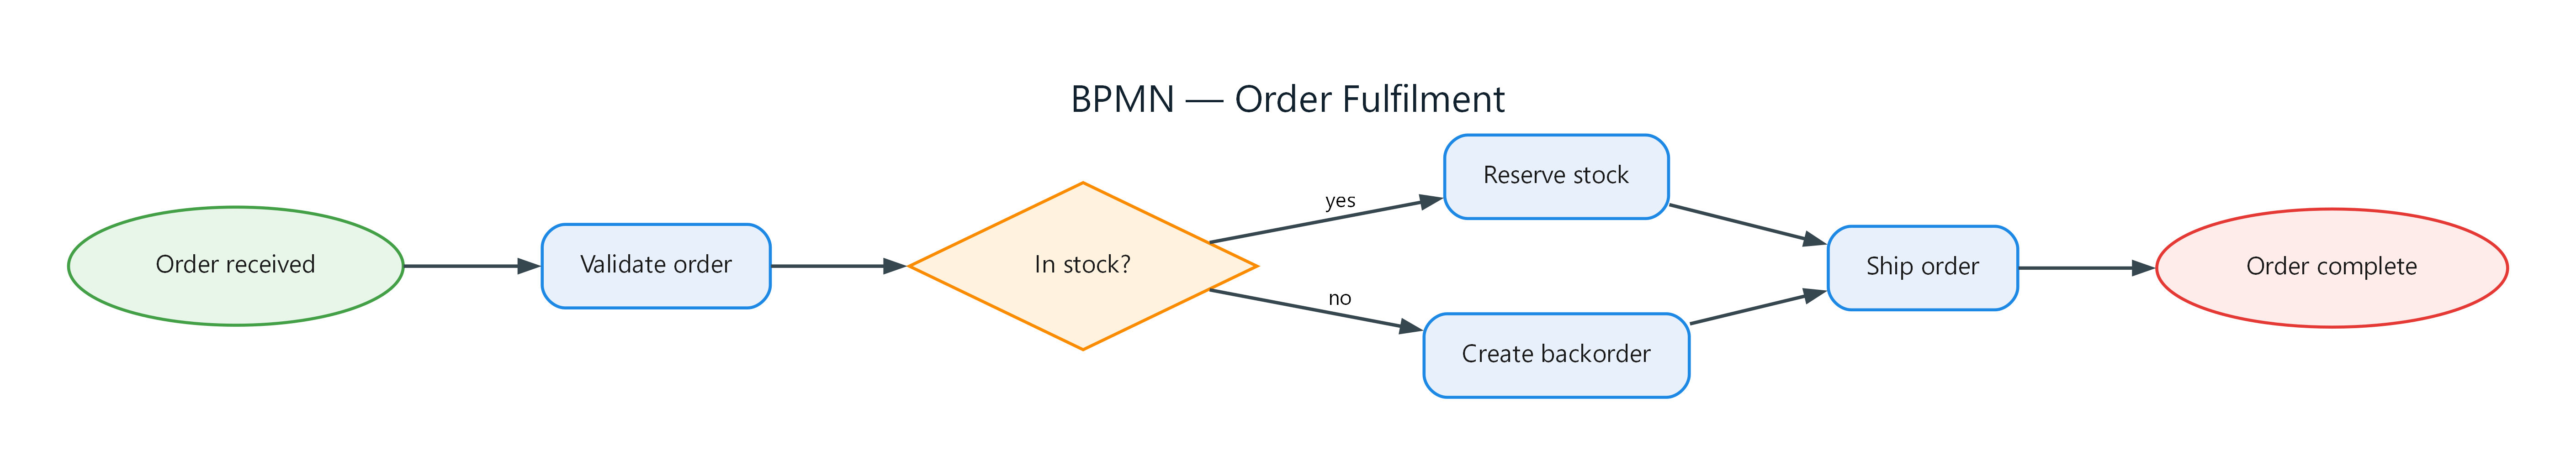 BPMN — Order Fulfilment
Order received
Validate order
In stock?
yes
no
Reserve stock
Create backorder
Ship order
Order complete